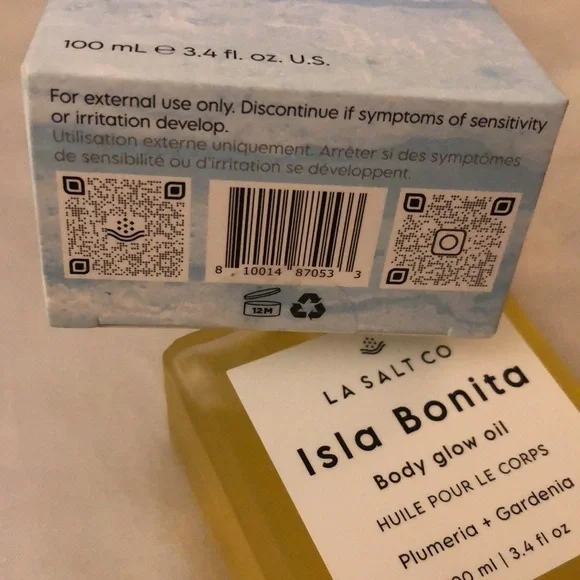 100 mL ℮ 3.4 fl. oz. U.S.
For external use only. Discontinue if symptoms of sensitivity
or irritation develop.
Utilisation externe uniquement. Arrêter si des symptômes
de sensibilité ou d'irritation se développent.
8 10014 87053 3
12M
LA SALT CO
Isla Bonita
Body glow oil
HUILE POUR LE CORPS
Plumeria + Gardenia
ml | 3.4 fl oz